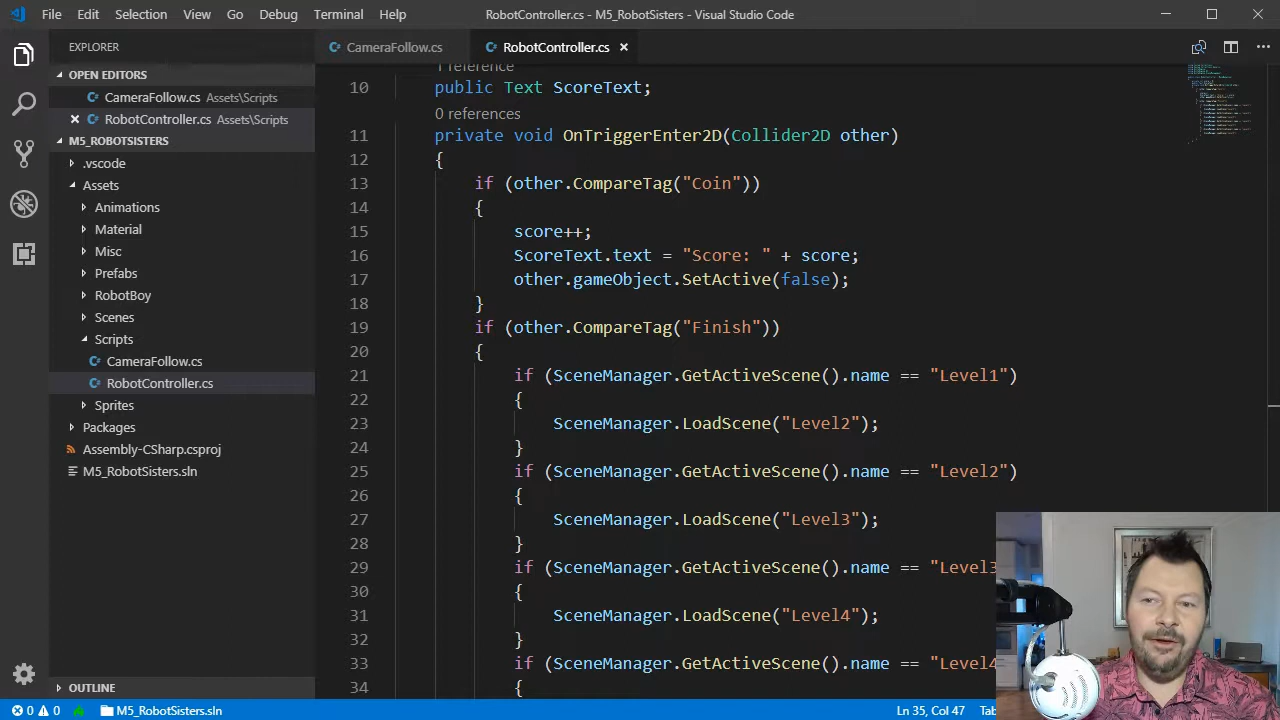 File Edit Selection View Go Debug Terminal Help RobotController.cs - M5_RobotSisters - Visual Studio Code
EXPLORER
OPEN EDITORS
CameraFollow.cs Assets\Scripts
RobotController.cs Assets\Scripts
M5_ROBOTSISTERS
.vscode
Assets
Animations
Material
Misc
Prefabs
RobotBoy
Scenes
Scripts
CameraFollow.cs
RobotController.cs
Sprites
Packages
Assembly-CSharp.csproj
M5_RobotSisters.sln
OUTLINE
CameraFollow.cs RobotController.cs
1 reference
10 public Text ScoreText;
0 references
11 private void OnTriggerEnter2D(Collider2D other)
12 {
13 if (other.CompareTag("Coin"))
14 {
15 score++;
16 ScoreText.text = "Score: " + score;
17 other.gameObject.SetActive(false);
18 }
19 if (other.CompareTag("Finish"))
20 {
21 if (SceneManager.GetActiveScene().name == "Level1")
22 {
23 SceneManager.LoadScene("Level2");
24 }
25 if (SceneManager.GetActiveScene().name == "Level2")
26 {
27 SceneManager.LoadScene("Level3");
28 }
29 if (SceneManager.GetActiveScene().name == "Level3
30 {
31 SceneManager.LoadScene("Level4");
32 }
33 if (SceneManager.GetActiveScene().name == "Level4
34 {
0 0 M5_RobotSisters.sln Ln 35, Col 47 Tab